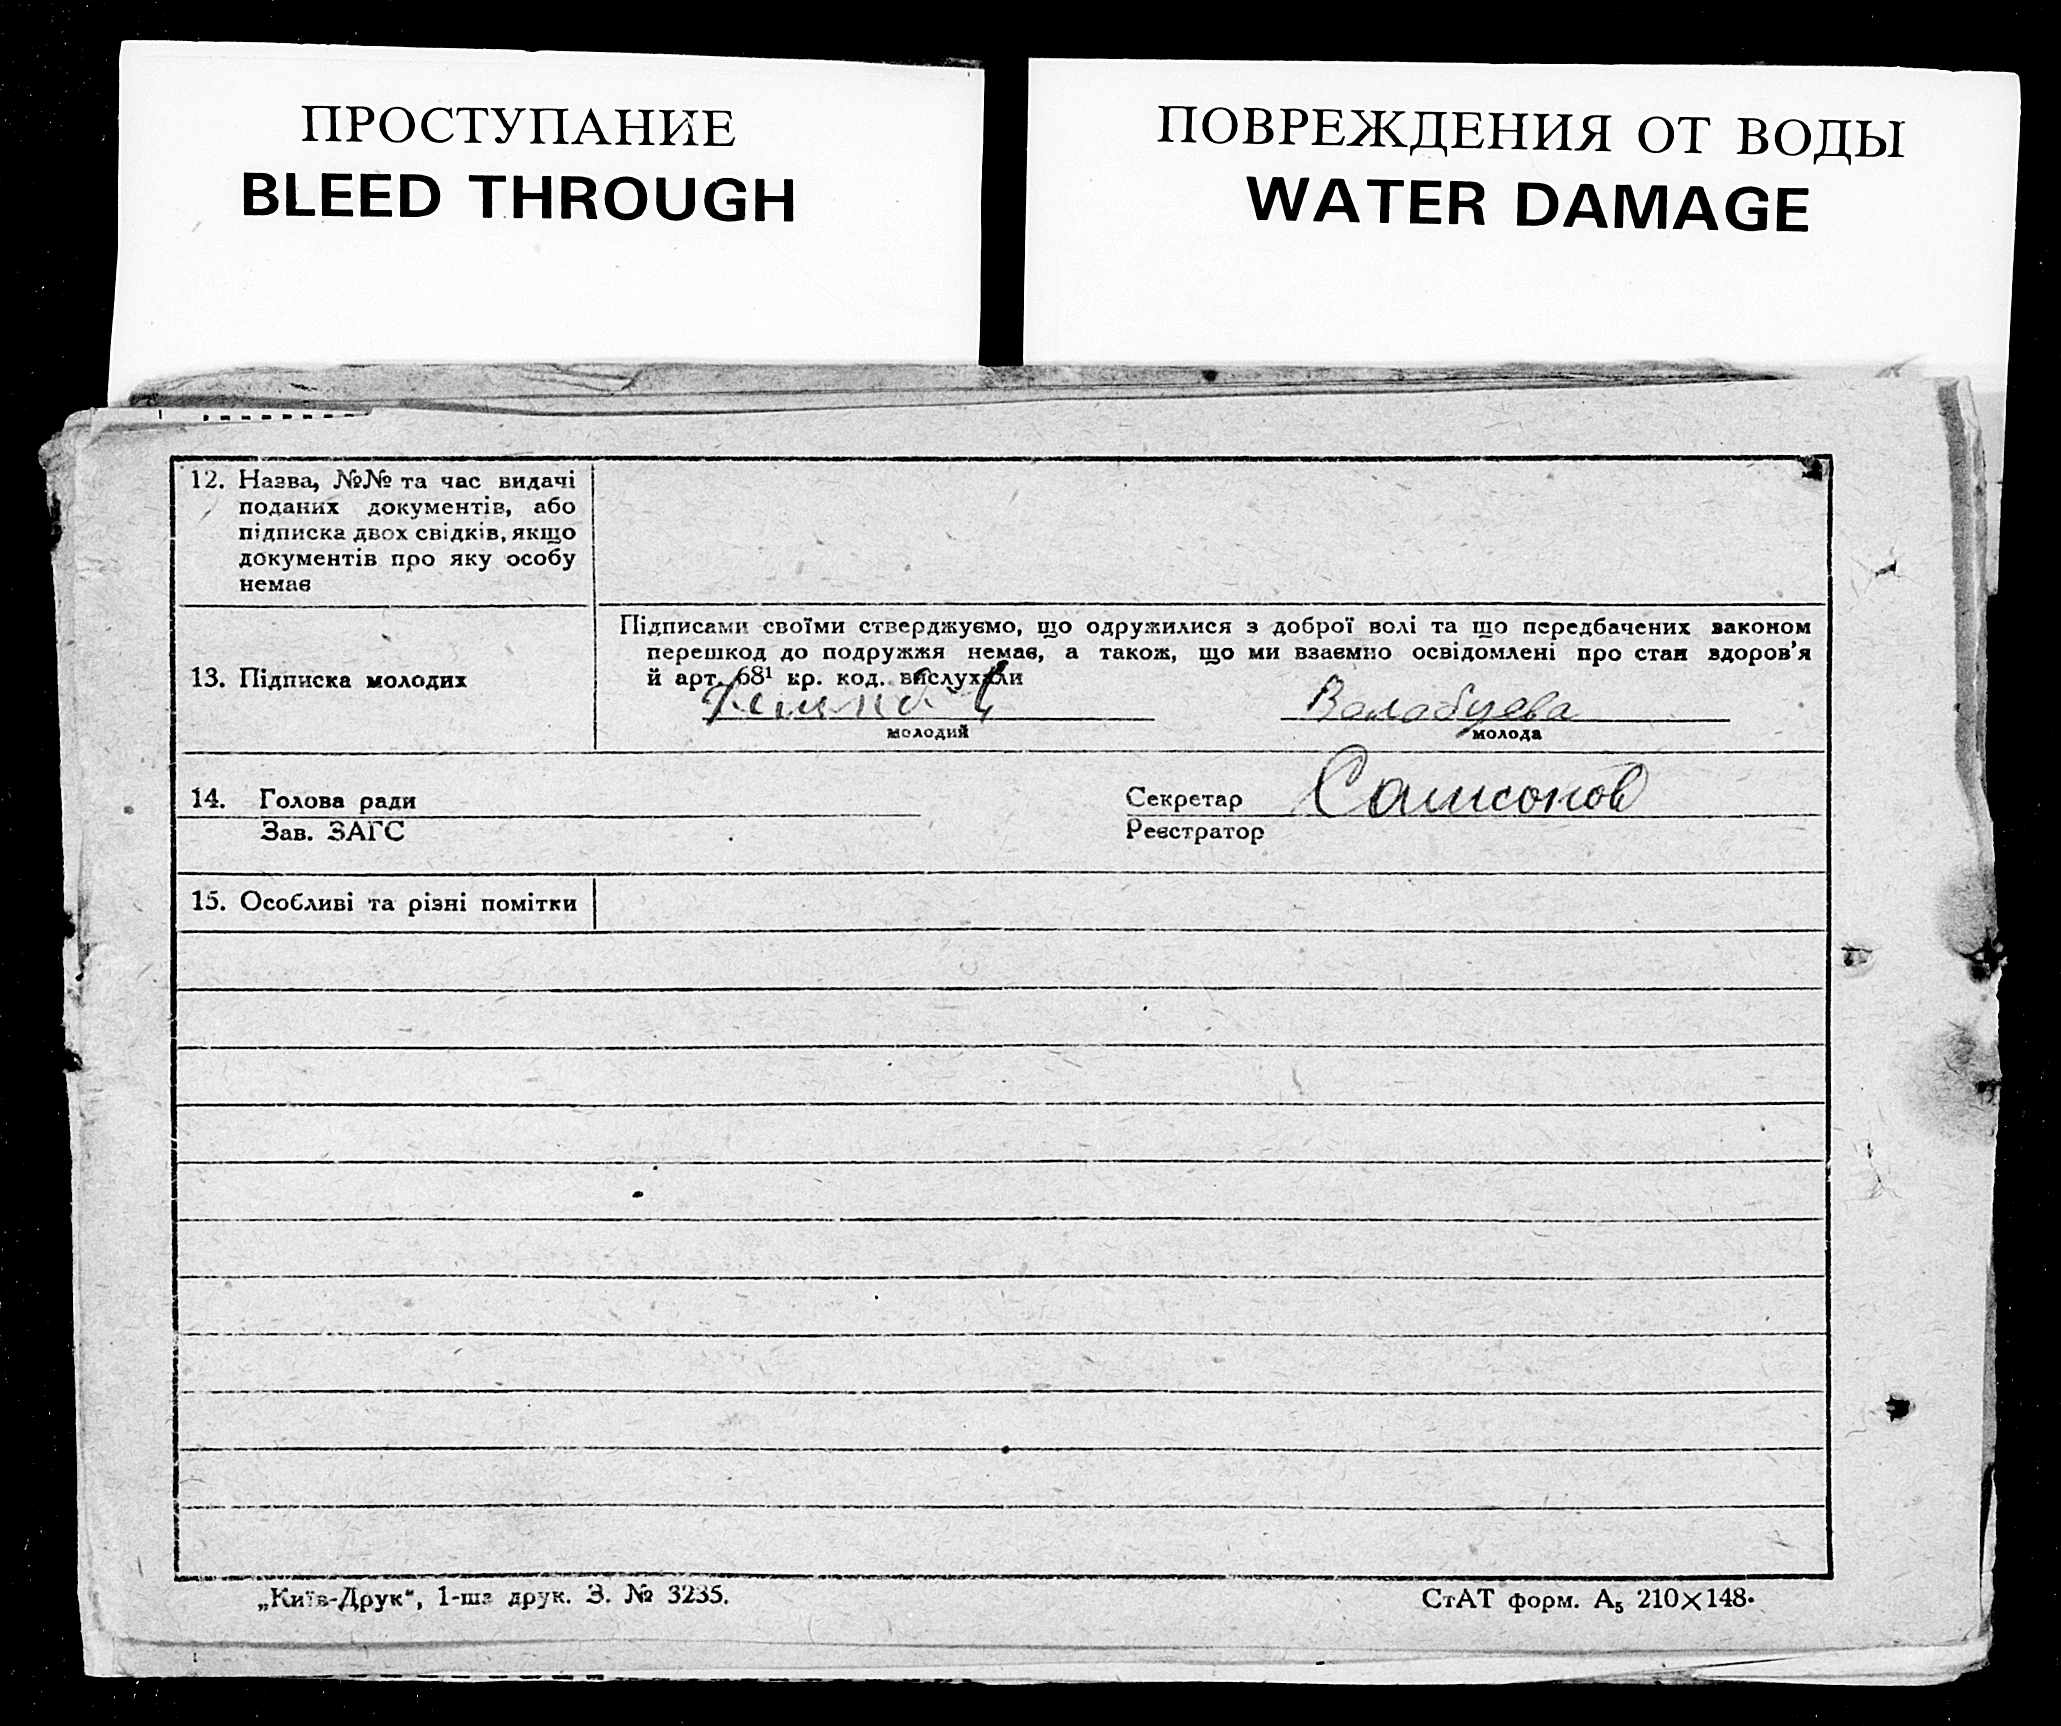 ПРОСТУПАНИЕ
BLEED THROUGH
ПОВРЕЖДЕНИЯ ОТ ВОДЫ
WATER DAMAGE
12. Назва, №№ та час видачі
поданих документів, або
підписка двох свідків, якщо
документів про яку особу
немає
13. Підписка молодих
Підписами своїми стверджуємо, що одружилися з доброї волі та що передбачених законом
перешкод до подружжя немає, а також, що ми взаємно освідомлені про стан здоров'я
й арт. 68¹ кр. код. вислухали
Волобуева
молодий молода
14. Голова ради Секретар Самсонов
Зав. ЗАГС Реєстратор
15. Особливі та різні помітки
„Київ-Друк“, 1-ша друк. З. № 3235. СтАТ форм. А₅ 210×148.